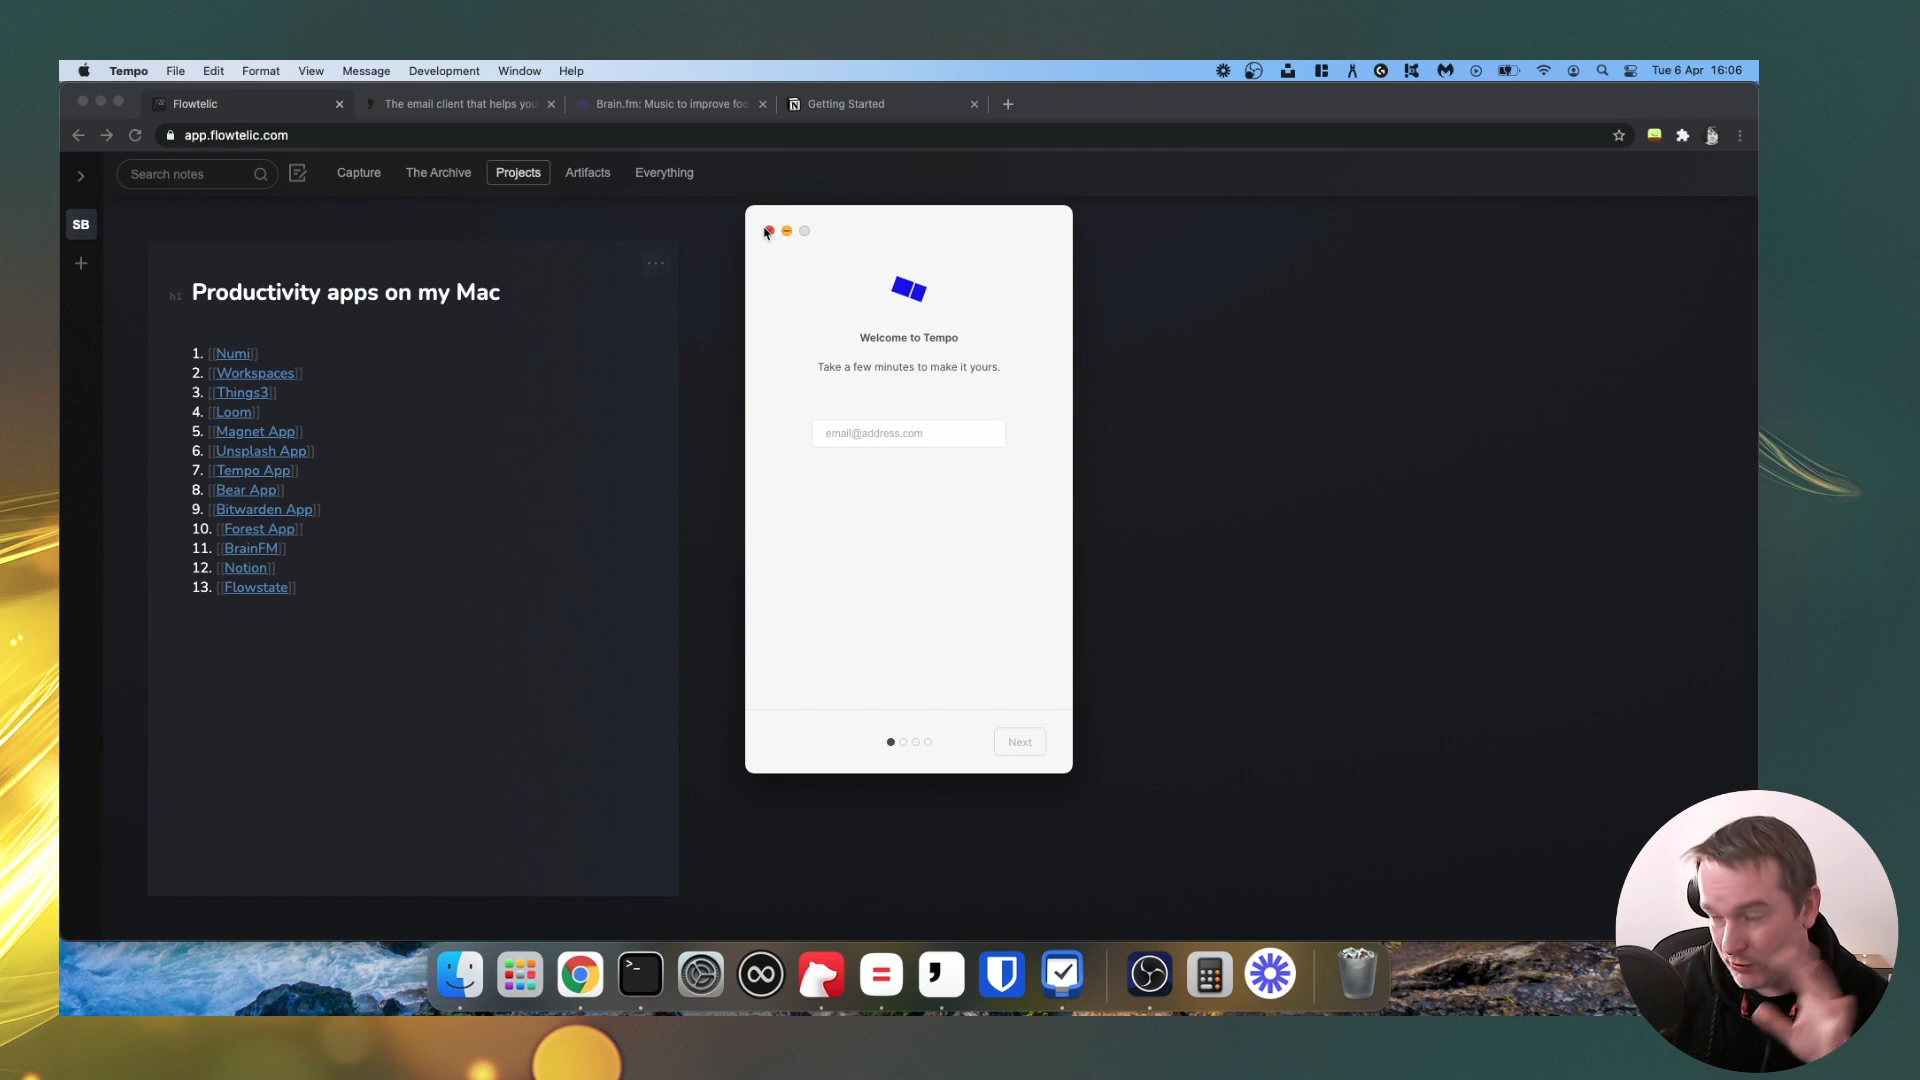 Tempo File Edit Format View Message Development Window Help Tue 6 Apr 16:06
Flowtelic The email client that helps you Brain.fm: Music to improve foc Getting Started
app.flowtelic.com
Search notes Capture The Archive Projects Artifacts Everything
SB
h1 Productivity apps on my Mac
1. [[Numi]]
2. [[Workspaces]]
3. [[Things3]]
4. [[Loom]]
5. [[Magnet App]]
6. [[Unsplash App]]
7. [[Tempo App]]
8. [[Bear App]]
9. [[Bitwarden App]]
10. [[Forest App]]
11. [[BrainFM]]
12. [[Notion]]
13. [[Flowstate]]
Welcome to Tempo
Take a few minutes to make it yours.
email@address.com
Next